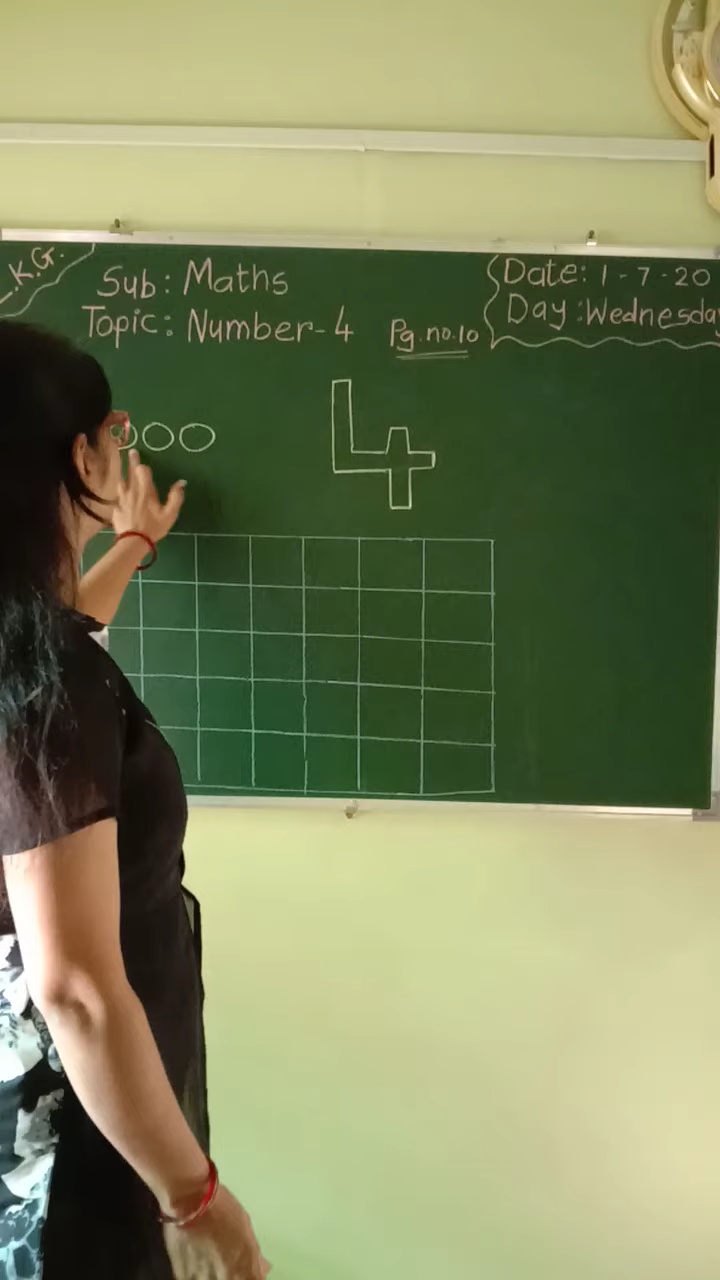 .K.G.
Sub: Maths
Topic: Number-4
Pg.no.10
Date: 1-7-20
Day: Wednesday
4